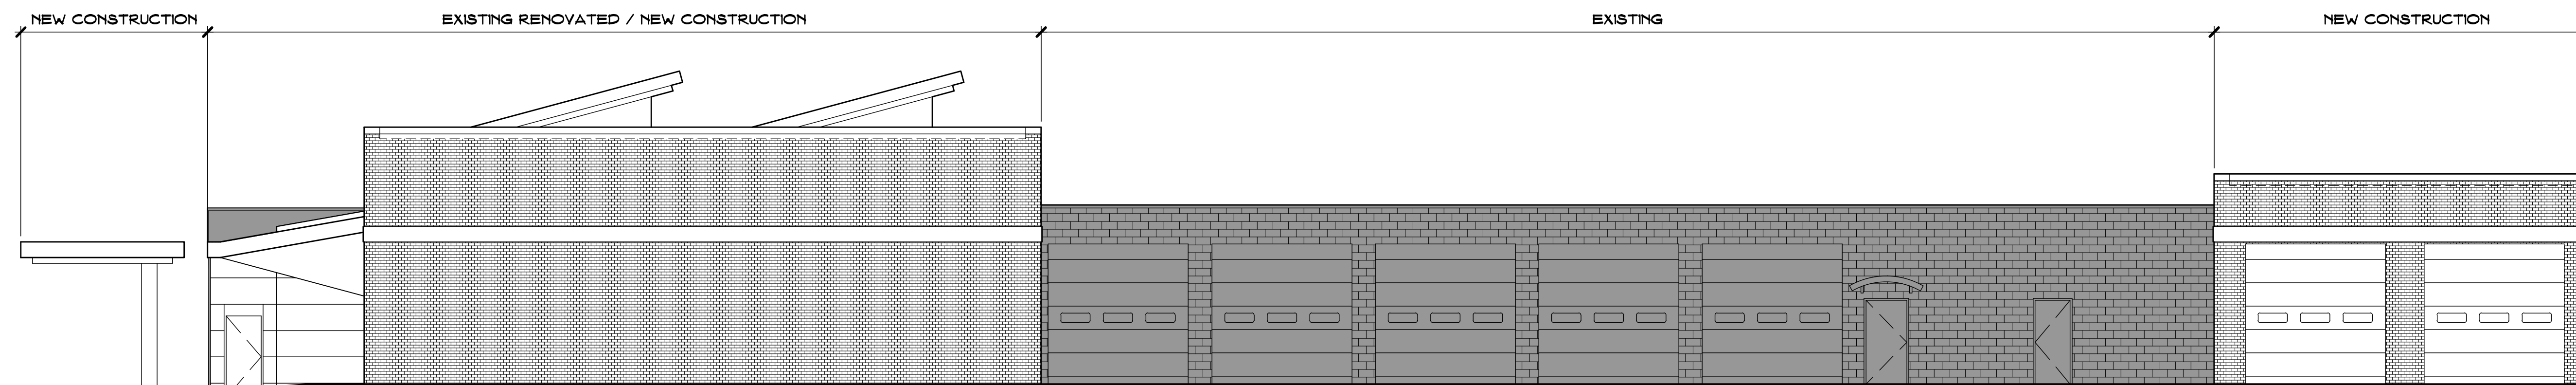 NEW CONSTRUCTION
EXISTING RENOVATED / NEW CONSTRUCTION
EXISTING
NEW CONSTRUCTION